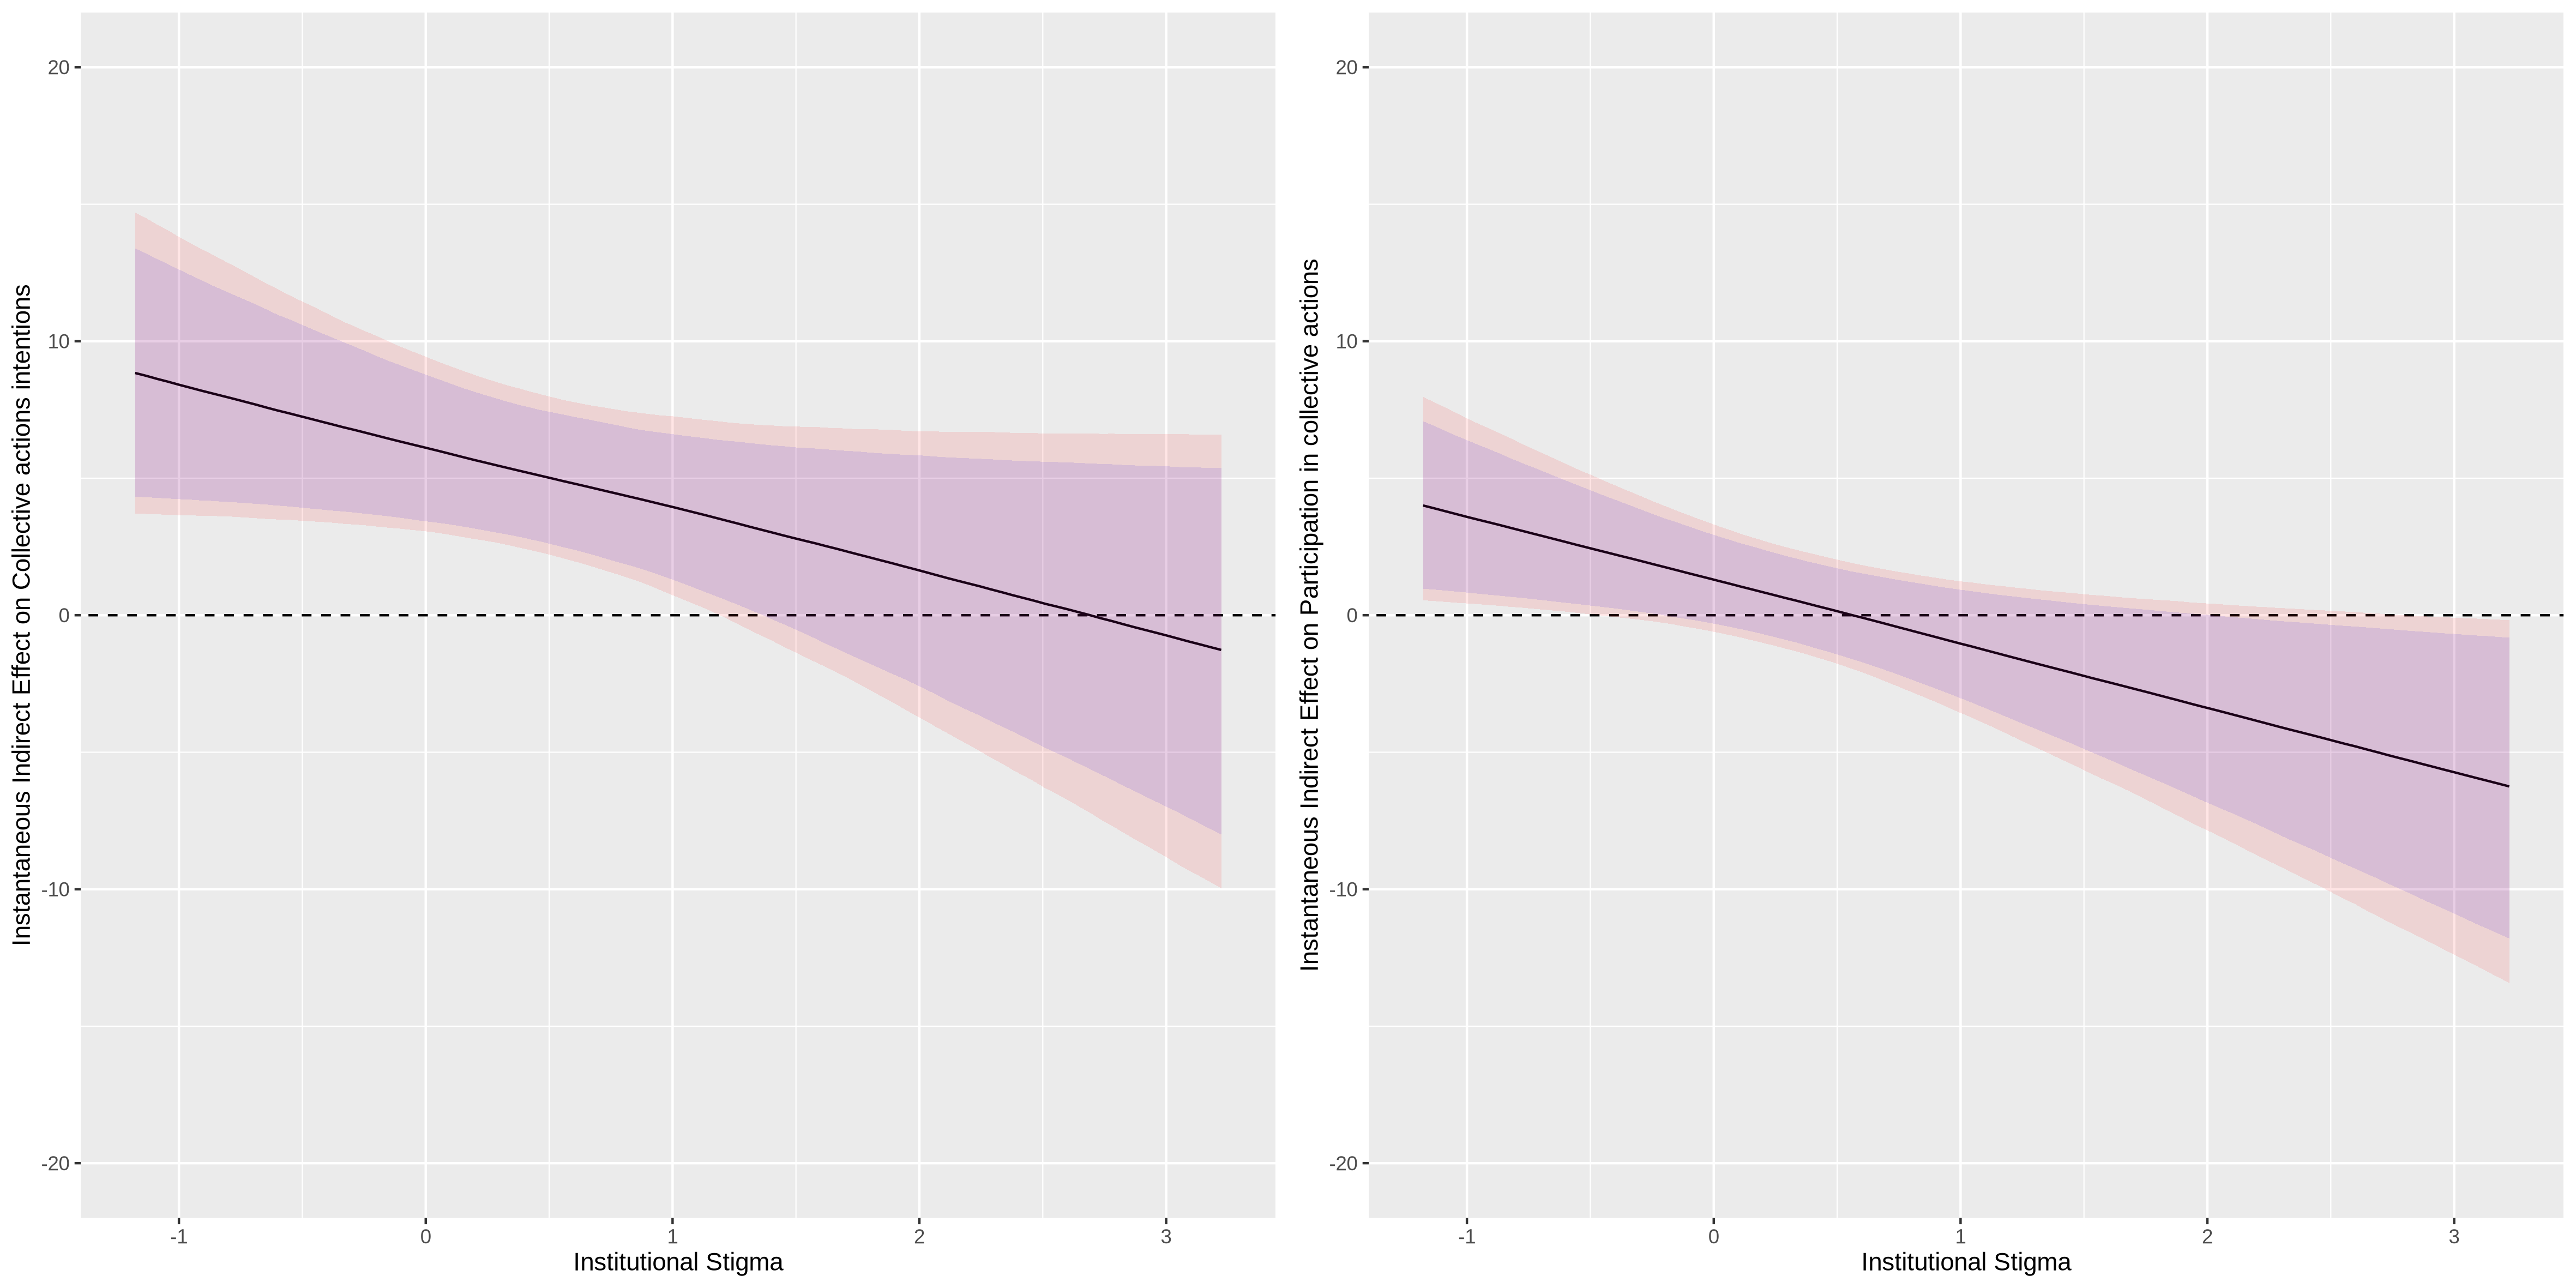 Instantaneous Indirect Effect on Collective actions intentions
20
10
0
-10
-20
-1 0 1 2 3
Institutional Stigma
Instantaneous Indirect Effect on Participation in collective actions
20
10
0
-10
-20
-1 0 1 2 3
Institutional Stigma